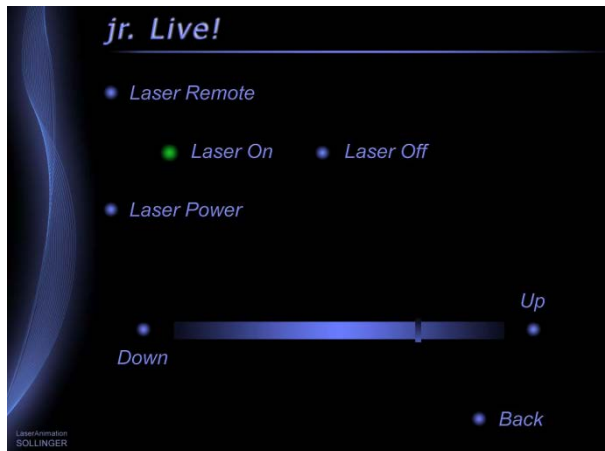 jr. Live!
Laser Remote
Laser On Laser Off
Laser Power
Up
Down
Back
LaserAnimation
SOLLINGER